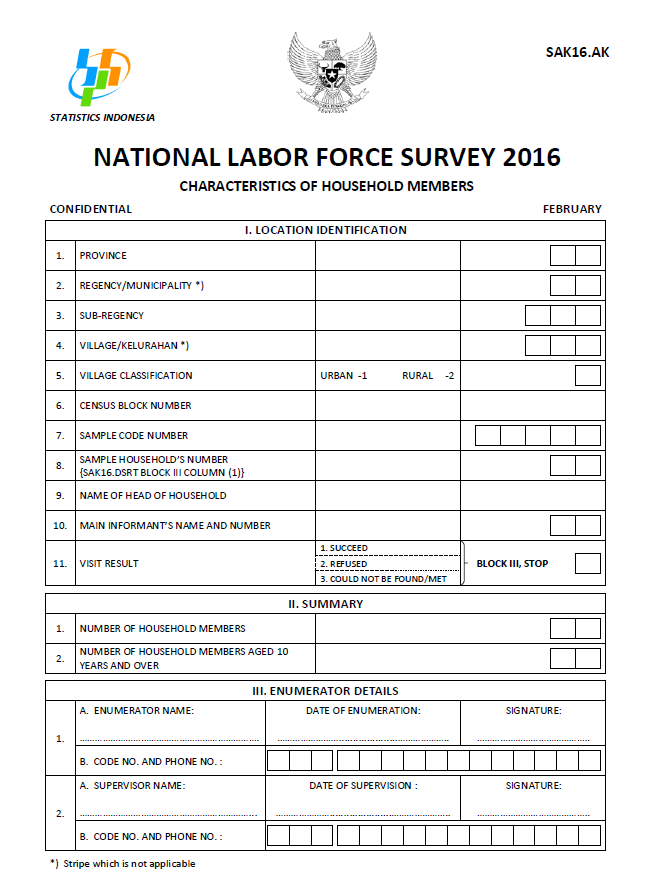 SAK16.AK
STATISTICS INDONESIA
NATIONAL LABOR FORCE SURVEY 2016
CHARACTERISTICS OF HOUSEHOLD MEMBERS
CONFIDENTIAL FEBRUARY
I. LOCATION IDENTIFICATION
1. PROVINCE
2. REGENCY/MUNICIPALITY *)
3. SUB-REGENCY
4. VILLAGE/KELURAHAN *)
5. VILLAGE CLASSIFICATION URBAN -1 RURAL -2
6. CENSUS BLOCK NUMBER
7. SAMPLE CODE NUMBER
8. SAMPLE HOUSEHOLD'S NUMBER
{SAK16.DSRT BLOCK III COLUMN (1)}
9. NAME OF HEAD OF HOUSEHOLD
10. MAIN INFORMANT'S NAME AND NUMBER
11. VISIT RESULT
1. SUCCEED
2. REFUSED
3. COULD NOT BE FOUND/MET
BLOCK III, STOP
II. SUMMARY
1. NUMBER OF HOUSEHOLD MEMBERS
2. NUMBER OF HOUSEHOLD MEMBERS AGED 10
YEARS AND OVER
III. ENUMERATOR DETAILS
1.
A. ENUMERATOR NAME: DATE OF ENUMERATION: SIGNATURE:
B. CODE NO. AND PHONE NO. :
2.
A. SUPERVISOR NAME: DATE OF SUPERVISION : SIGNATURE:
B. CODE NO. AND PHONE NO. :
*) Stripe which is not applicable